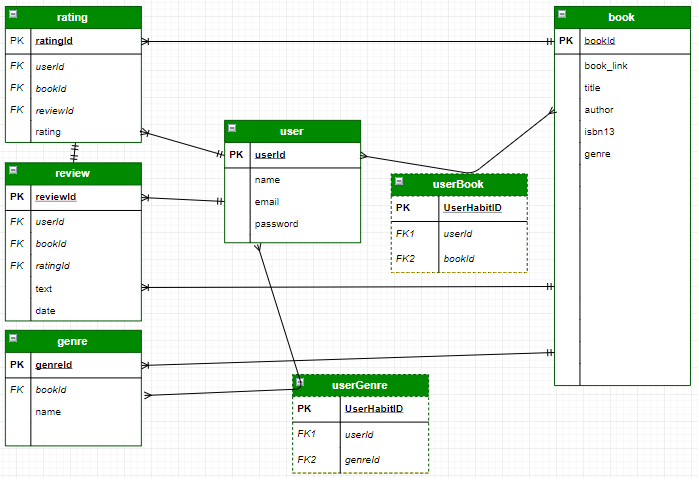 rating
PK ratingId
FK userId
FK bookId
FK reviewId
rating
review
PK reviewId
FK userId
FK bookId
FK ratingId
text
date
genre
PK genreId
FK bookId
name
user
PK userId
name
email
password
userBook
PK UserHabitID
FK1 userId
FK2 bookId
userGenre
PK UserHabitID
FK1 userId
FK2 genreId
book
PK bookId
book_link
title
author
isbn13
genre